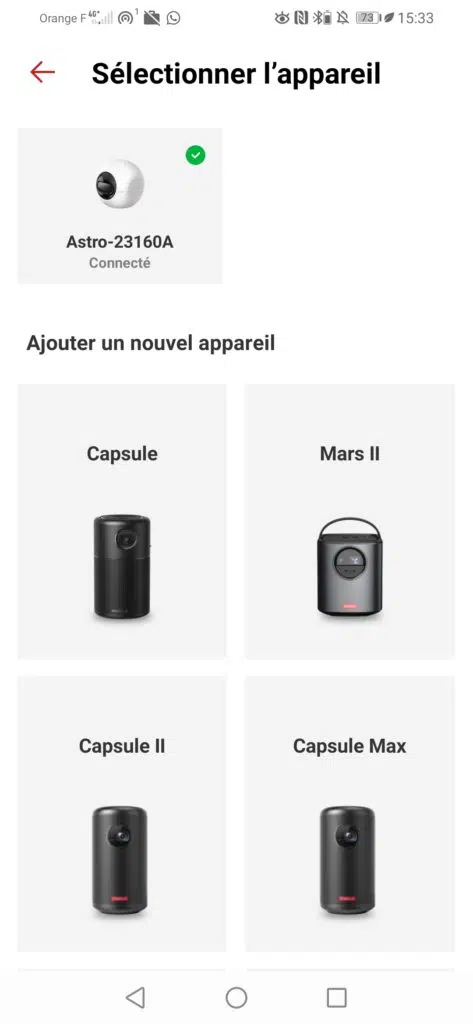 Orange F 4G+ 1 73 15:33
Sélectionner l’appareil
Astro-23160A
Connecté
Ajouter un nouvel appareil
Capsule
Mars II
Capsule II
Capsule Max